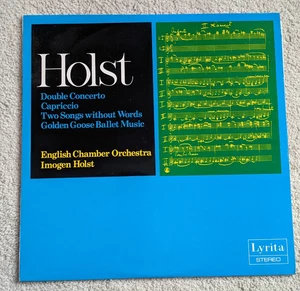 Holst
Double Concerto
Capriccio
Two Songs without Words
Golden Goose Ballet Music
English Chamber Orchestra
Imogen Holst
Lyrita
STEREO